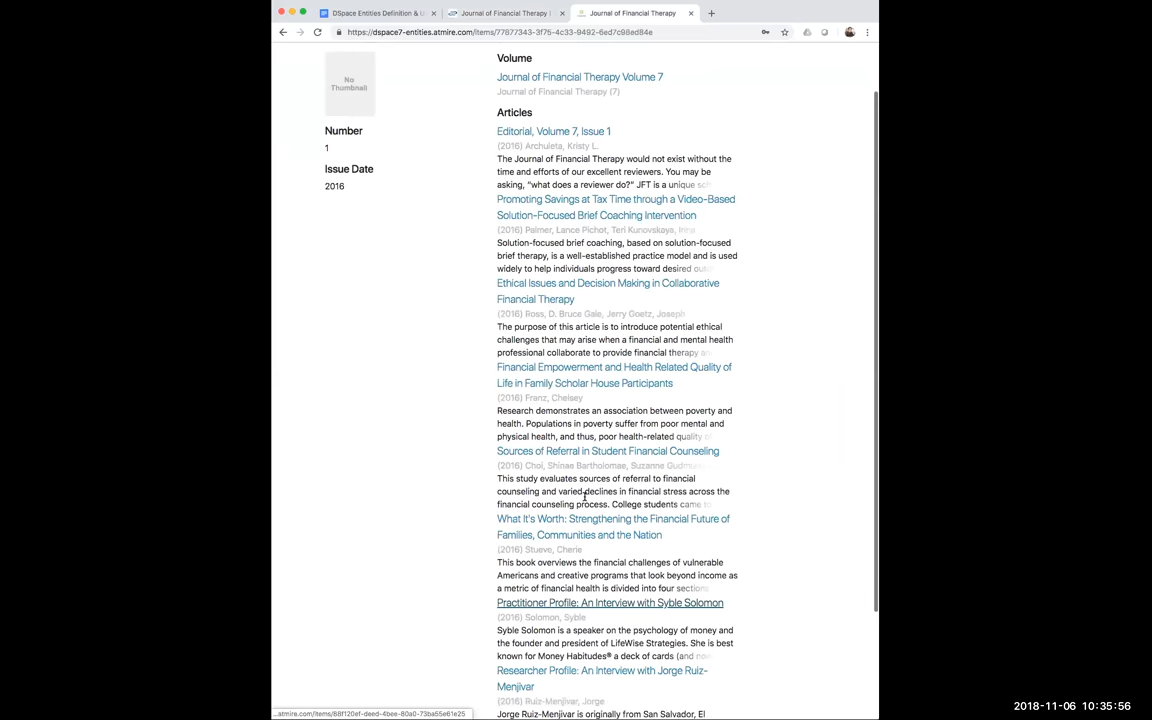 DSpace Entities Definition & U
Journal of Financial Therapy |
Journal of Financial Therapy
https://dspace7-entities.atmire.com/items/77877343-3f75-4c33-9492-6ed7c98ed84e
No
Thumbnail
Number
1
Issue Date
2016
Volume
Journal of Financial Therapy Volume 7
Journal of Financial Therapy (7)
Articles
Editorial, Volume 7, Issue 1
(2016) Archuleta, Kristy L.
The Journal of Financial Therapy would not exist without the
time and efforts of our excellent reviewers. You may be
asking, "what does a reviewer do?" JFT is a unique
Promoting Savings at Tax Time through a Video-Based
Solution-Focused Brief Coaching Intervention
(2016) Palmer, Lance Pichot, Teri Kunovskaya, Irina
Solution-focused brief coaching, based on solution-focused
brief therapy, is a well-established practice model and is used
widely to help individuals progress toward desired
Ethical Issues and Decision Making in Collaborative
Financial Therapy
(2016) Ross, D. Bruce Gale, Jerry Goetz, Joseph
The purpose of this article is to introduce potential ethical
challenges that may arise when a financial and mental health
professional collaborate to provide financial therapy
Financial Empowerment and Health Related Quality of
Life in Family Scholar House Participants
(2016) Franz, Chelsey
Research demonstrates an association between poverty and
health. Populations in poverty suffer from poor mental and
physical health, and thus, poor health-related quality of
Sources of Referral in Student Financial Counseling
(2016) Choi, Shinae Bartholomae, Suzanne
This study evaluates sources of referral to financial
counseling and varied declines in financial stress across the
financial counseling process. College students came to
What It's Worth: Strengthening the Financial Future of
Families, Communities and the Nation
(2016) Stueve, Cherie
This book overviews the financial challenges of vulnerable
Americans and creative programs that look beyond income as
a metric of financial health is divided into four sections
Practitioner Profile: An Interview with Syble Solomon
(2016) Solomon, Syble
Syble Solomon is a speaker on the psychology of money and
the founder and president of LifeWise Strategies. She is best
known for Money Habitudes® a deck of cards (and
Researcher Profile: An Interview with Jorge Ruiz-
Menjivar
(2016) Ruiz-Menjivar, Jorge
Jorge Ruiz-Menjivar is originally from San Salvador, El
...atmire.com/items/88f120ef-deed-4bee-80a0-73ba55e61e25
2018-11-06 10:35:56